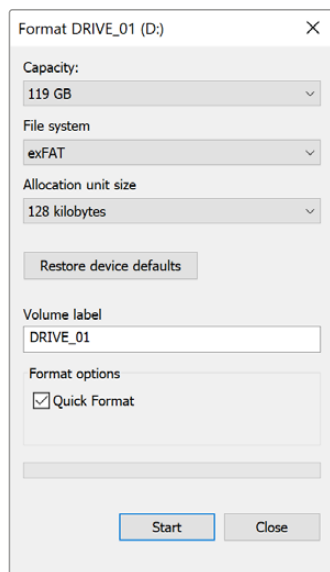 Format DRIVE_01 (D:)
Capacity:
119 GB
File system
exFAT
Allocation unit size
128 kilobytes
Restore device defaults
Volume label
DRIVE_01
Format options
Quick Format
Start Close